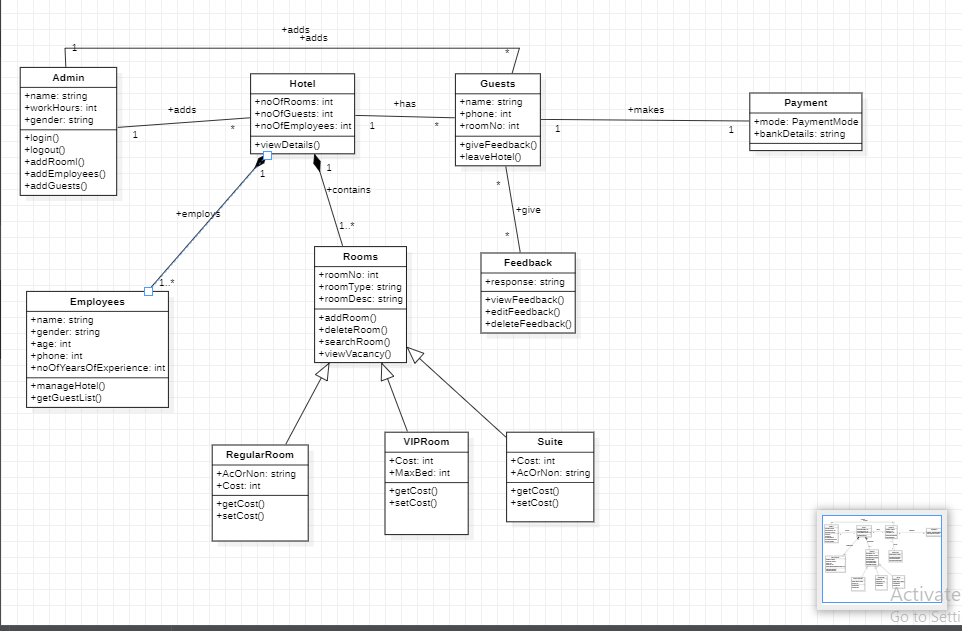 +adds
+adds
1
*
Admin
+name: string
+workHours: int
+gender: string
+login()
+logout()
+addRoomI()
+addEmployees()
+addGuests()
+adds
1
*
Hotel
+noOfRooms: int
+noOfGuests: int
+noOfEmployees: int
+viewDetails()
+has
1
*
Guests
+name: string
+phone: int
+roomNo: int
+giveFeedback()
+leaveHotel()
+makes
1
1
Payment
+mode: PaymentMode
+bankDetails: string
1
+employs
1..*
1
+contains
1..*
*
+give
*
Employees
+name: string
+gender: string
+age: int
+phone: int
+noOfYearsOfExperience: int
+manageHotel()
+getGuestList()
Rooms
+roomNo: int
+roomType: string
+roomDesc: string
+addRoom()
+deleteRoom()
+searchRoom()
+viewVacancy()
Feedback
+response: string
+viewFeedback()
+editFeedback()
+deleteFeedback()
RegularRoom
+AcOrNon: string
+Cost: int
+getCost()
+setCost()
VIPRoom
+Cost: int
+MaxBed: int
+getCost()
+setCost()
Suite
+Cost: int
+AcOrNon: string
+getCost()
+setCost()
Activate
Go to Setti